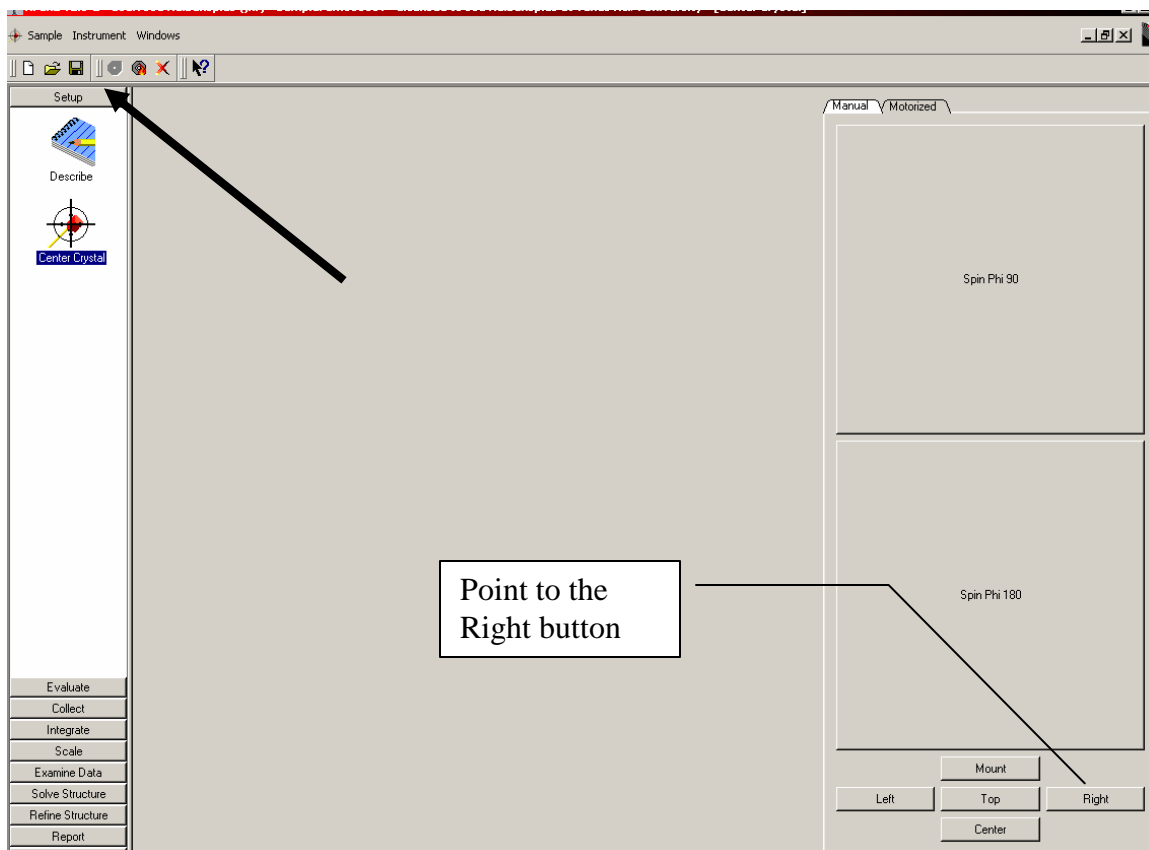 Sample Instrument Windows
Setup
Manual Motorized
Describe
Center Crystal
Spin Phi 90
Point to the
Right button
Spin Phi 180
Evaluate
Collect
Integrate
Scale
Examine Data
Solve Structure
Refine Structure
Report
Mount
Left Top Right
Center